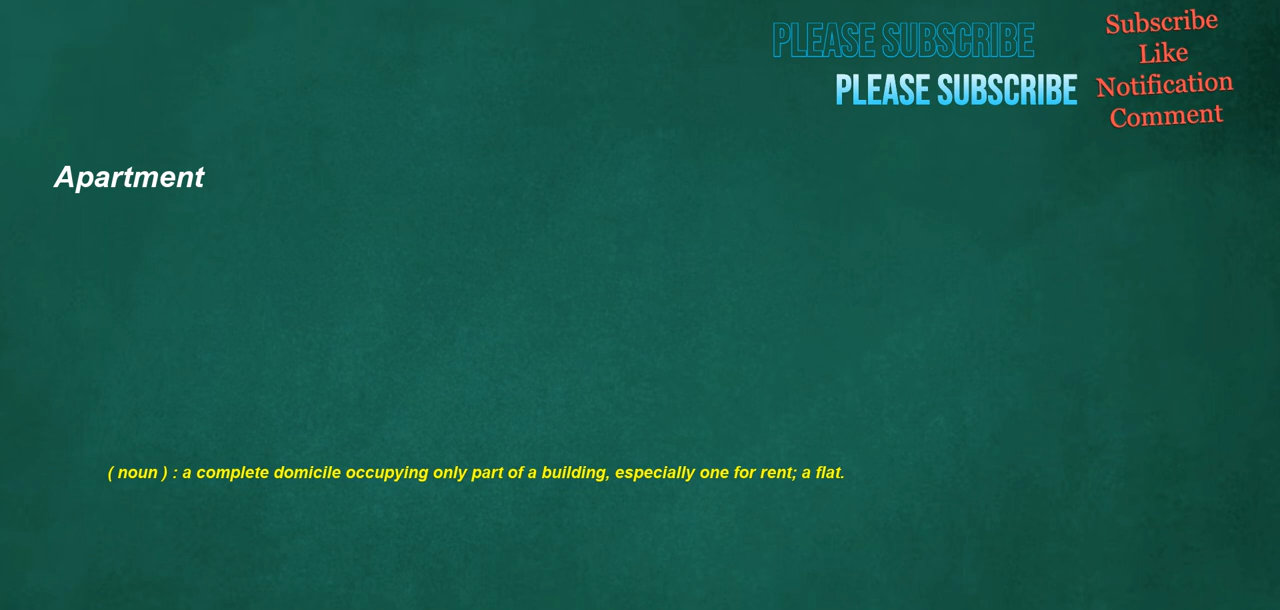 PLEASE SUBSCRIBE
PLEASE SUBSCRIBE
Subscribe
Like
Notification
Comment
Apartment
( noun ) : a complete domicile occupying only part of a building, especially one for rent; a flat.